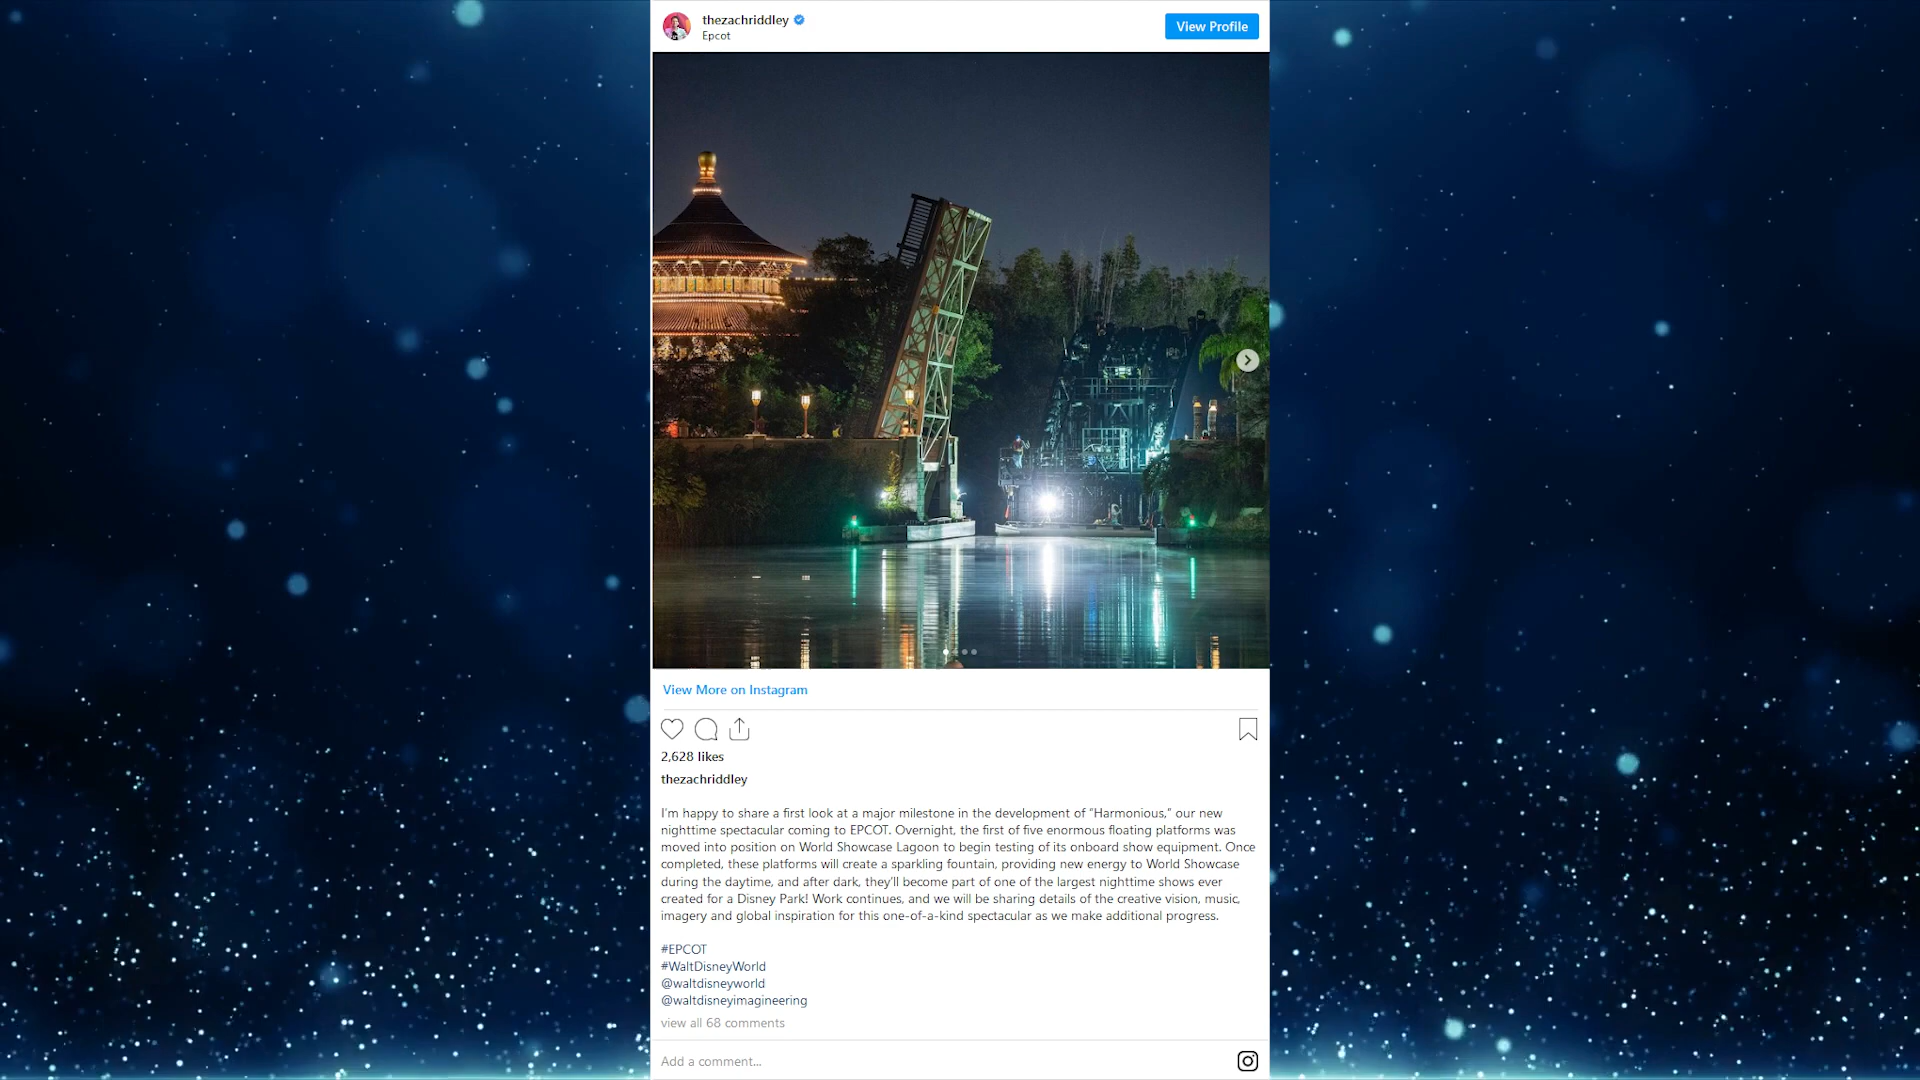 thezachriddley
Epcot
View Profile
View More on Instagram
2,628 likes
thezachriddley
I'm happy to share a first look at a major milestone in the development of “Harmonious,” our new
nighttime spectacular coming to EPCOT. Overnight, the first of five enormous floating platforms was
moved into position on World Showcase Lagoon to begin testing of its onboard show equipment. Once
completed, these platforms will create a sparkling fountain, providing new energy to World Showcase
during the daytime, and after dark, they'll become part of one of the largest nighttime shows ever
created for a Disney Park! Work continues, and we will be sharing details of the creative vision, music,
imagery and global inspiration for this one-of-a-kind spectacular as we make additional progress.
#EPCOT
#WaltDisneyWorld
@waltdisneyworld
@waltdisneyimagineering
view all 68 comments
Add a comment...